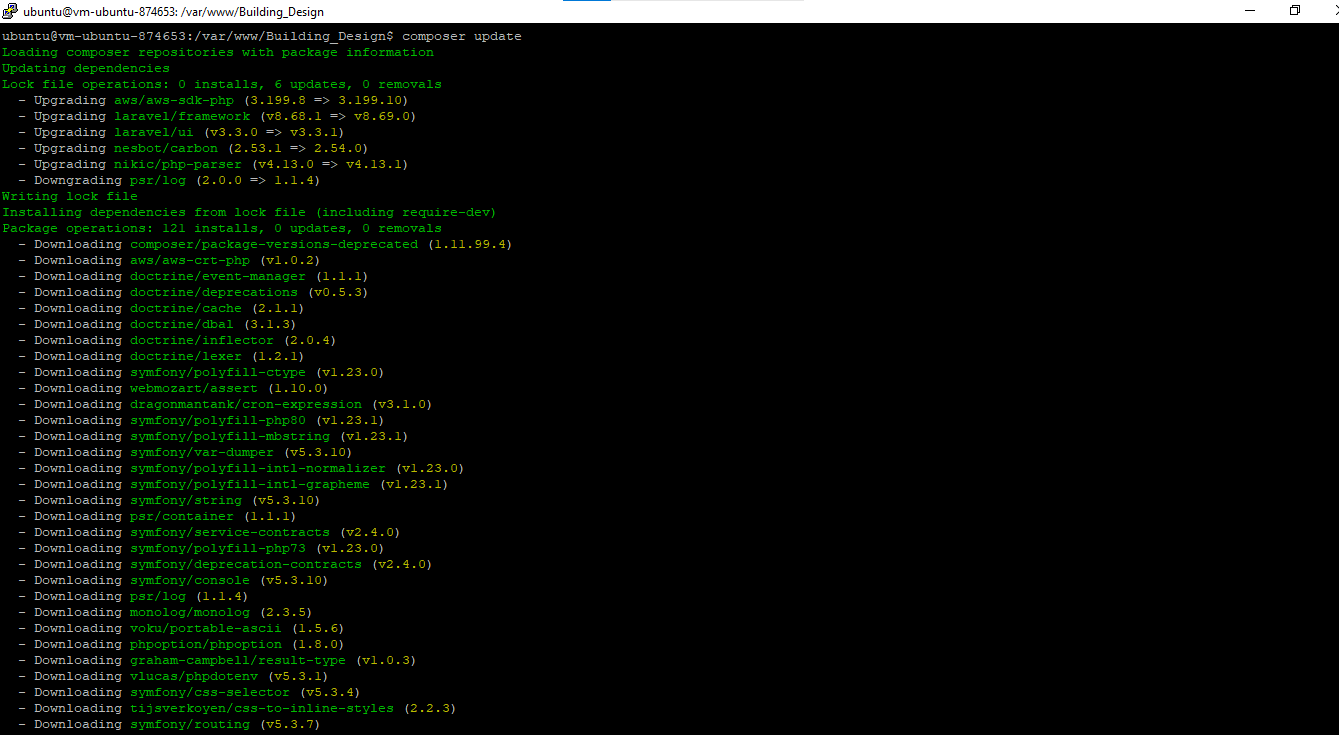 ubuntu@vm-ubuntu-874653: /var/www/Building_Design
ubuntu@vm-ubuntu-874653:/var/www/Building_Design$ composer update
Loading composer repositories with package information
Updating dependencies
Lock file operations: 0 installs, 6 updates, 0 removals
  - Upgrading aws/aws-sdk-php (3.199.8 => 3.199.10)
  - Upgrading laravel/framework (v8.68.1 => v8.69.0)
  - Upgrading laravel/ui (v3.3.0 => v3.3.1)
  - Upgrading nesbot/carbon (2.53.1 => 2.54.0)
  - Upgrading nikic/php-parser (v4.13.0 => v4.13.1)
  - Downgrading psr/log (2.0.0 => 1.1.4)
Writing lock file
Installing dependencies from lock file (including require-dev)
Package operations: 121 installs, 0 updates, 0 removals
  - Downloading composer/package-versions-deprecated (1.11.99.4)
  - Downloading aws/aws-crt-php (v1.0.2)
  - Downloading doctrine/event-manager (1.1.1)
  - Downloading doctrine/deprecations (v0.5.3)
  - Downloading doctrine/cache (2.1.1)
  - Downloading doctrine/dbal (3.1.3)
  - Downloading doctrine/inflector (2.0.4)
  - Downloading doctrine/lexer (1.2.1)
  - Downloading symfony/polyfill-ctype (v1.23.0)
  - Downloading webmozart/assert (1.10.0)
  - Downloading dragonmantank/cron-expression (v3.1.0)
  - Downloading symfony/polyfill-php80 (v1.23.1)
  - Downloading symfony/polyfill-mbstring (v1.23.1)
  - Downloading symfony/var-dumper (v5.3.10)
  - Downloading symfony/polyfill-intl-normalizer (v1.23.0)
  - Downloading symfony/polyfill-intl-grapheme (v1.23.1)
  - Downloading symfony/string (v5.3.10)
  - Downloading psr/container (1.1.1)
  - Downloading symfony/service-contracts (v2.4.0)
  - Downloading symfony/polyfill-php73 (v1.23.0)
  - Downloading symfony/deprecation-contracts (v2.4.0)
  - Downloading symfony/console (v5.3.10)
  - Downloading psr/log (1.1.4)
  - Downloading monolog/monolog (2.3.5)
  - Downloading voku/portable-ascii (1.5.6)
  - Downloading phpoption/phpoption (1.8.0)
  - Downloading graham-campbell/result-type (v1.0.3)
  - Downloading vlucas/phpdotenv (v5.3.1)
  - Downloading symfony/css-selector (v5.3.4)
  - Downloading tijsverkoyen/css-to-inline-styles (2.2.3)
  - Downloading symfony/routing (v5.3.7)